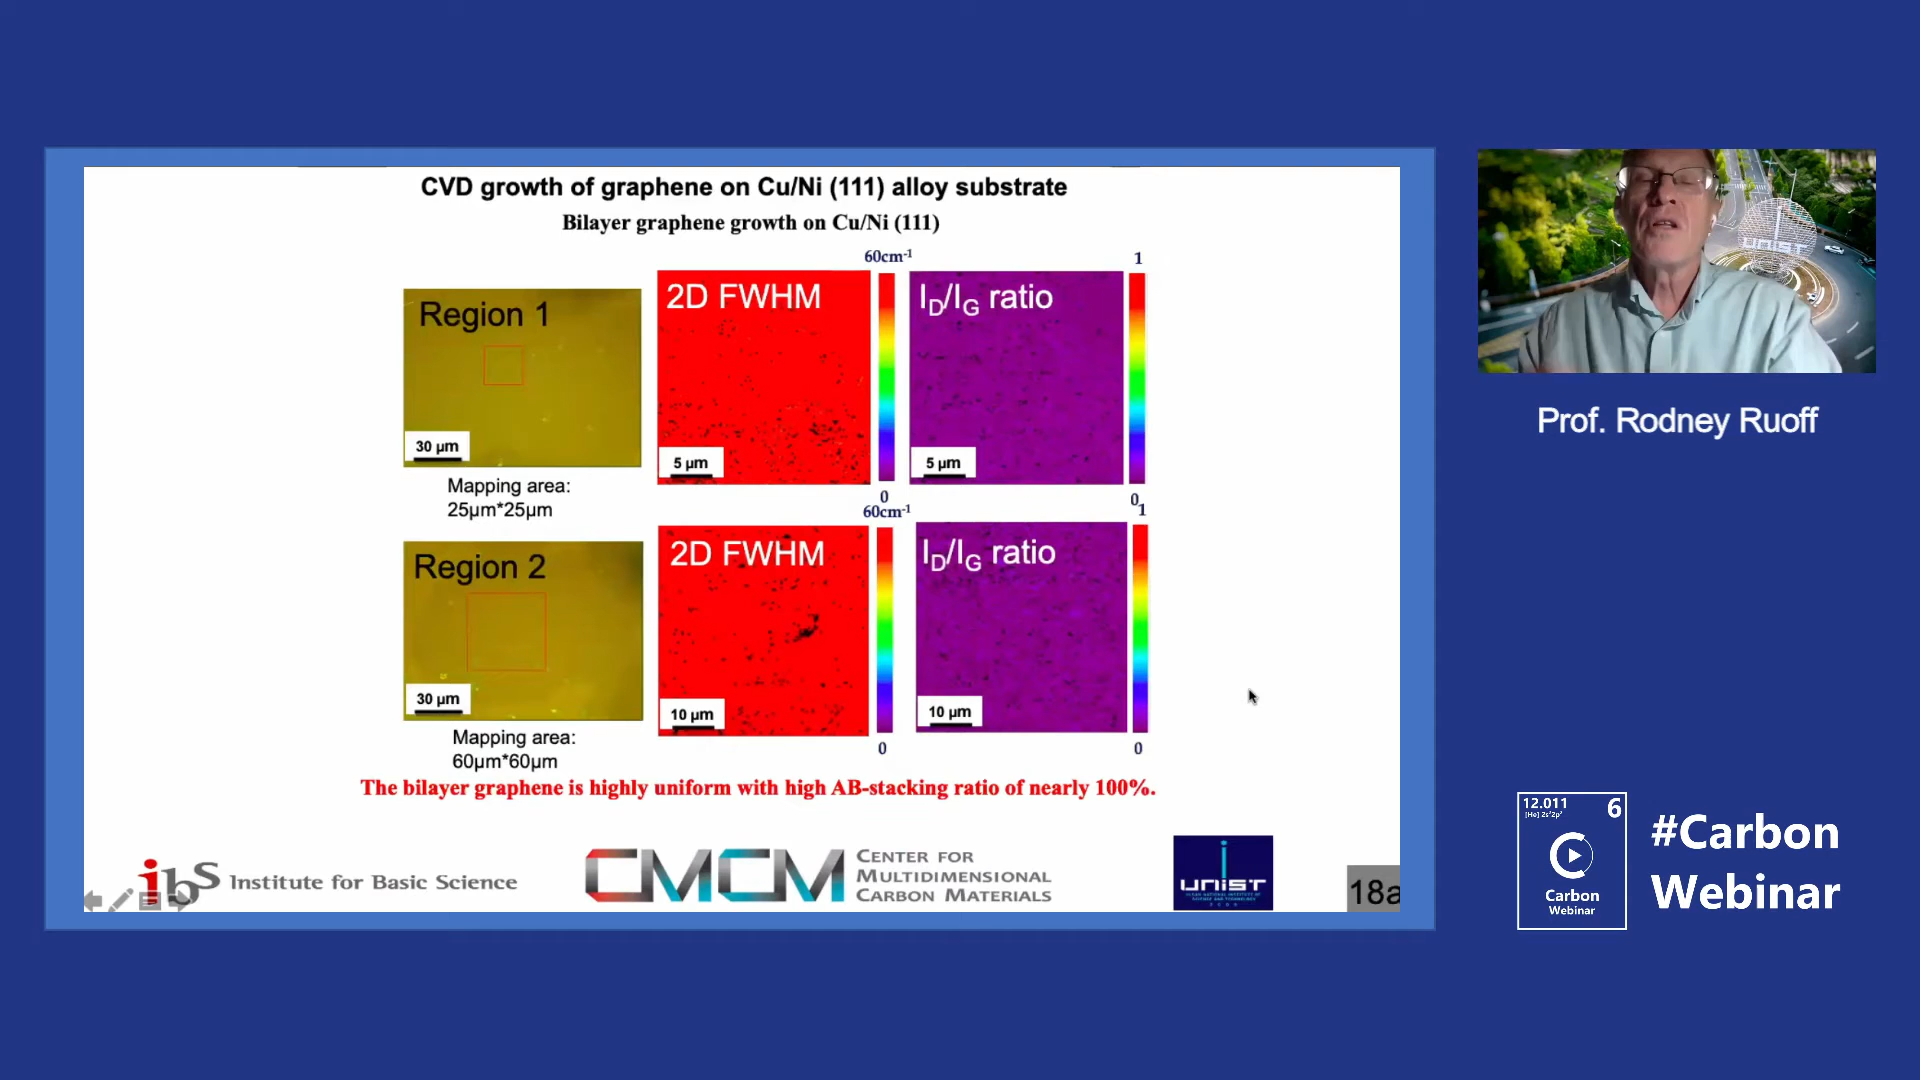 CVD growth of graphene on Cu/Ni (111) alloy substrate
Bilayer graphene growth on Cu/Ni (111)
Region 1
30 µm
Mapping area:
25µm*25µm
2D FWHM
5 µm
60cm-1
0
ID/IG ratio
5 µm
1
0
Region 2
30 µm
Mapping area:
60µm*60µm
2D FWHM
10 µm
60cm-1
0
ID/IG ratio
10 µm
1
0
The bilayer graphene is highly uniform with high AB-stacking ratio of nearly 100%.
ibS Institute for Basic Science
CMCM
CENTER FOR
MULTIDIMENSIONAL
CARBON MATERIALS
UNIST
18a
Prof. Rodney Ruoff
12.011
6
[He] 2s²2p²
Carbon
Webinar
#Carbon
Webinar